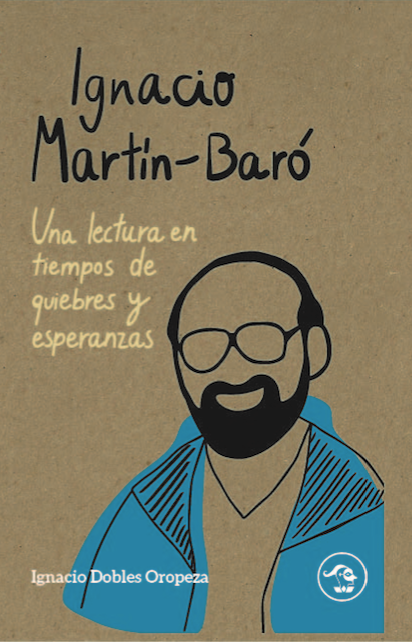 Ignacio
Martín-Baró
Una lectura en
tiempos de
quiebres y
esperanzas
Ignacio Dobles Oropeza